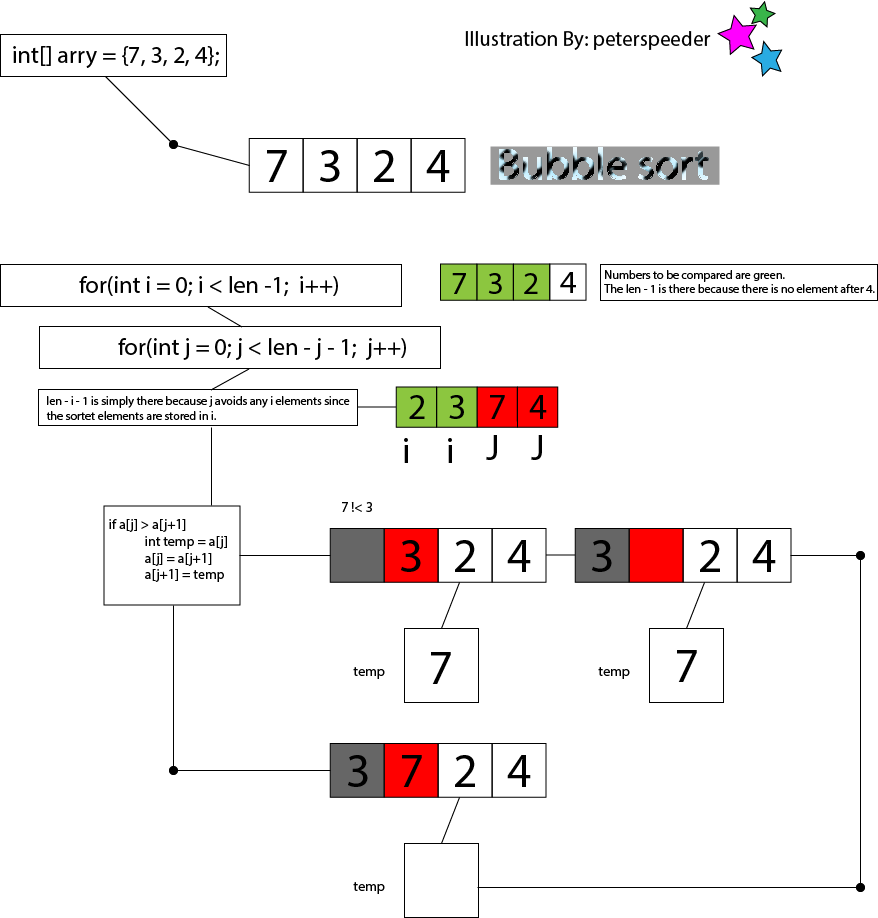 Illustration By: peterspeeder
int[] arry = {7, 3, 2, 4};
7 3 2 4
Bubble sort
for(int i = 0; i < len -1;  i++)
7 3 2 4
Numbers to be compared are green.
The len - 1 is there because there is no element after 4.
for(int j = 0; j < len - j - 1;  j++)
len - i - 1 is simply there because j avoids any i elements since
the sortet elements are stored in i.
2 3 7 4
i i J J
if a[j] > a[j+1]
int temp = a[j]
a[j] = a[j+1]
a[j+1] = temp
7 !< 3
3 2 4
3 2 4
temp
7
temp
7
3 7 2 4
temp